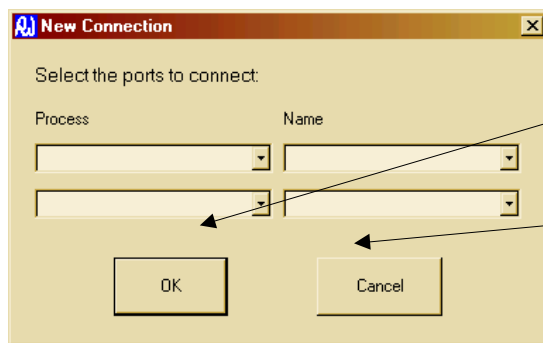 New Connection
Select the ports to connect:
Process Name
OK Cancel